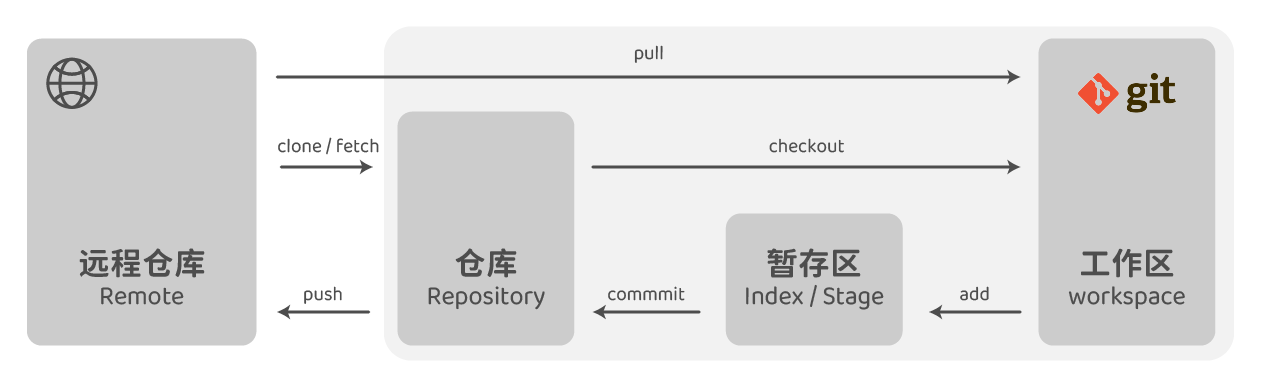 pull
git
clone / fetch
checkout
远程仓库
Remote
仓库
Repository
暂存区
Index / Stage
工作区
workspace
push
commmit
add